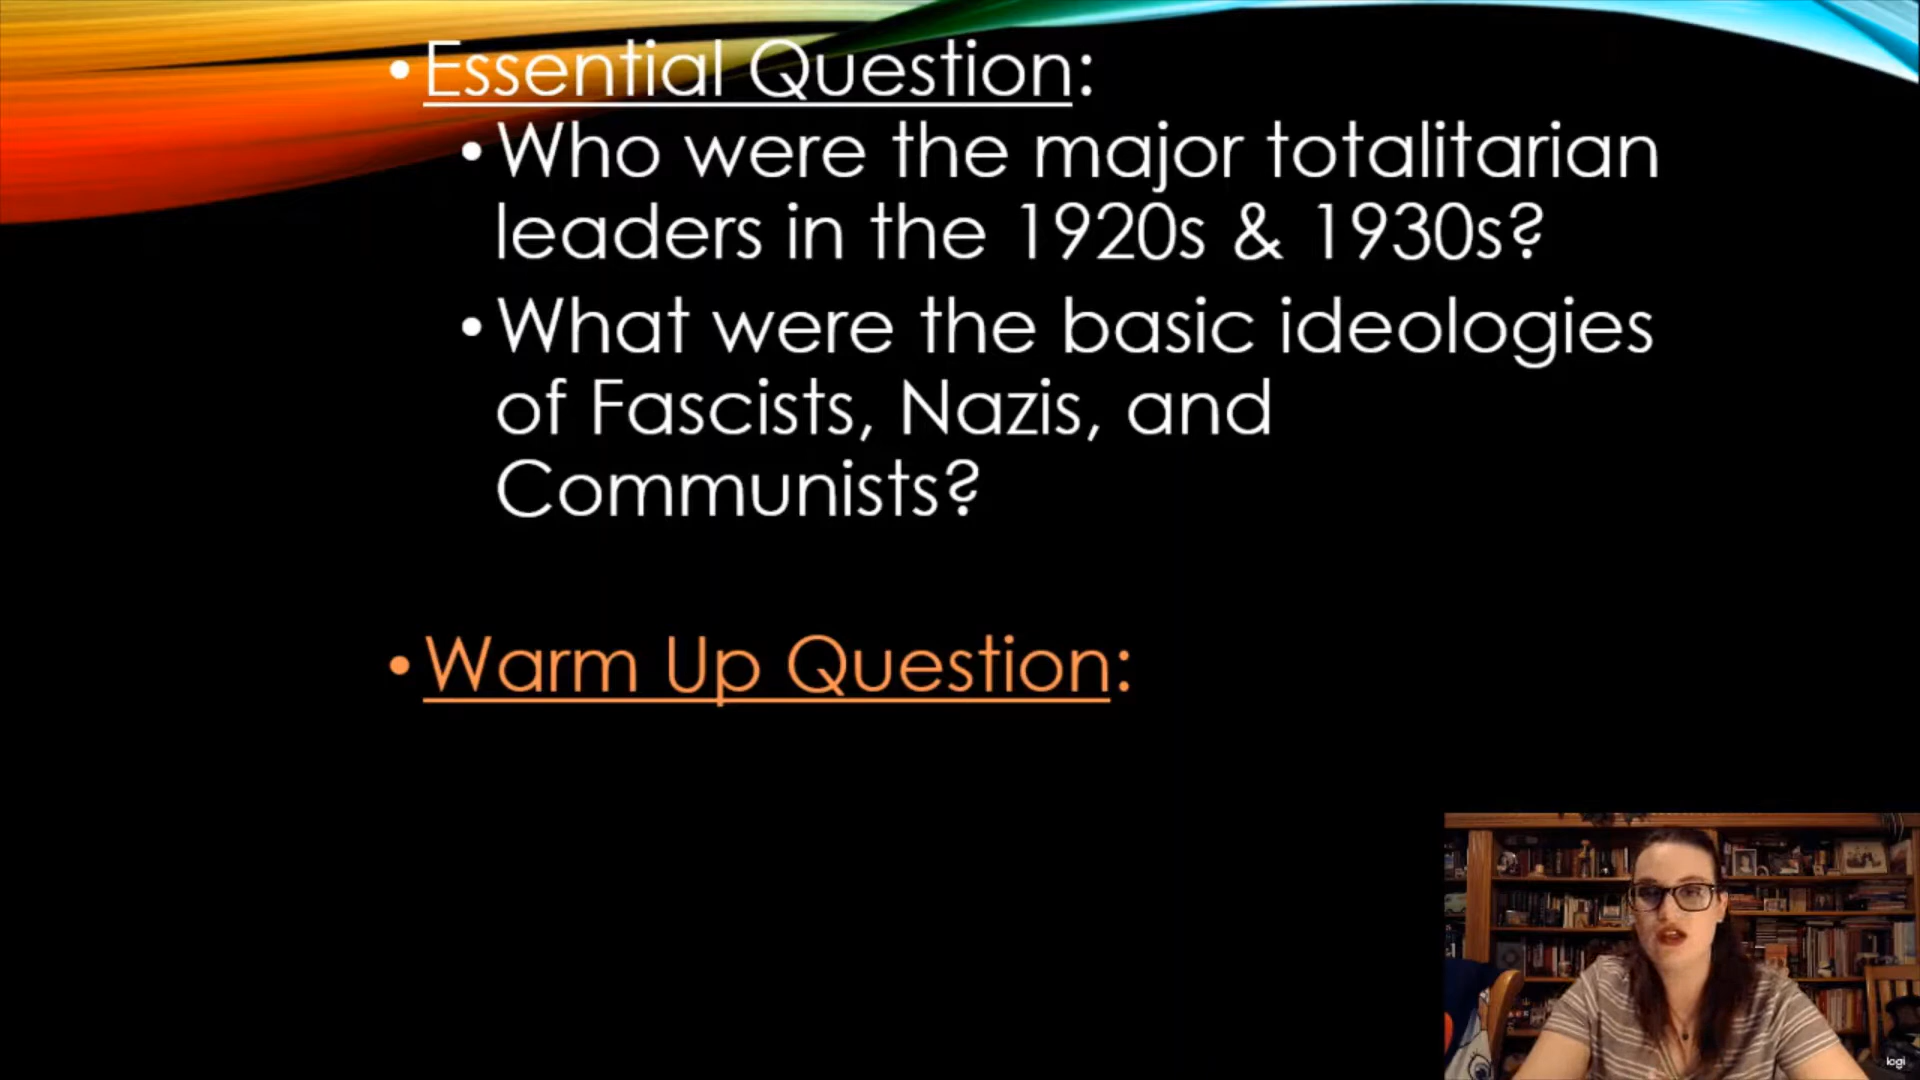 • Essential Question:
• Who were the major totalitarian
leaders in the 1920s & 1930s?
• What were the basic ideologies
of Fascists, Nazis, and
Communists?
• Warm Up Question:
logi